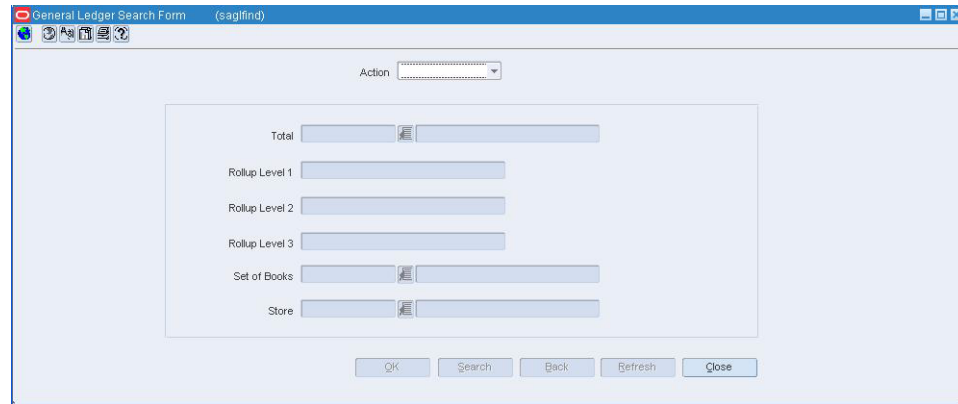 General Ledger Search Form (saglfind)
Action
Total
Rollup Level 1
Rollup Level 2
Rollup Level 3
Set of Books
Store
OK Search Back Refresh Close